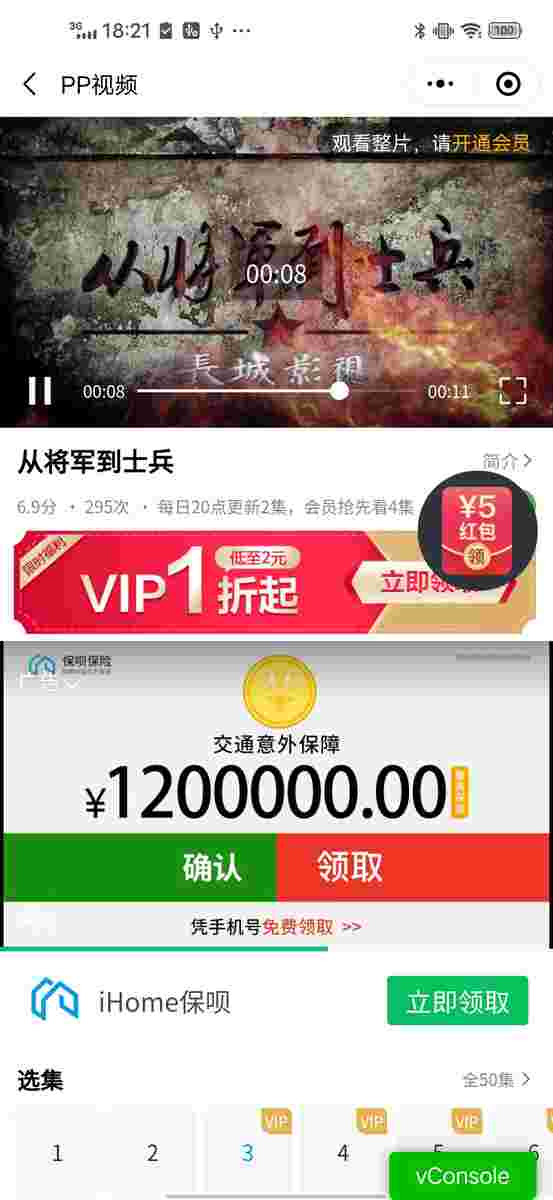 3G 18:21 100
PP视频
观看整片，请开通会员
从将军到士兵
00:08
長城影視
00:08 00:11
从将军到士兵
简介
6.9分 · 295次 · 每日20点更新2集，会员抢先看4集
¥5
红包
领
限时福利
VIP1折起
低至2元
立即领取
保呗保险
广告
交通意外保障
¥1200000.00
确认 领取
凭手机号免费领取 >>
iHome保呗
立即领取
选集
全50集
VIP VIP VIP
1 2 3 4 5 6
vConsole